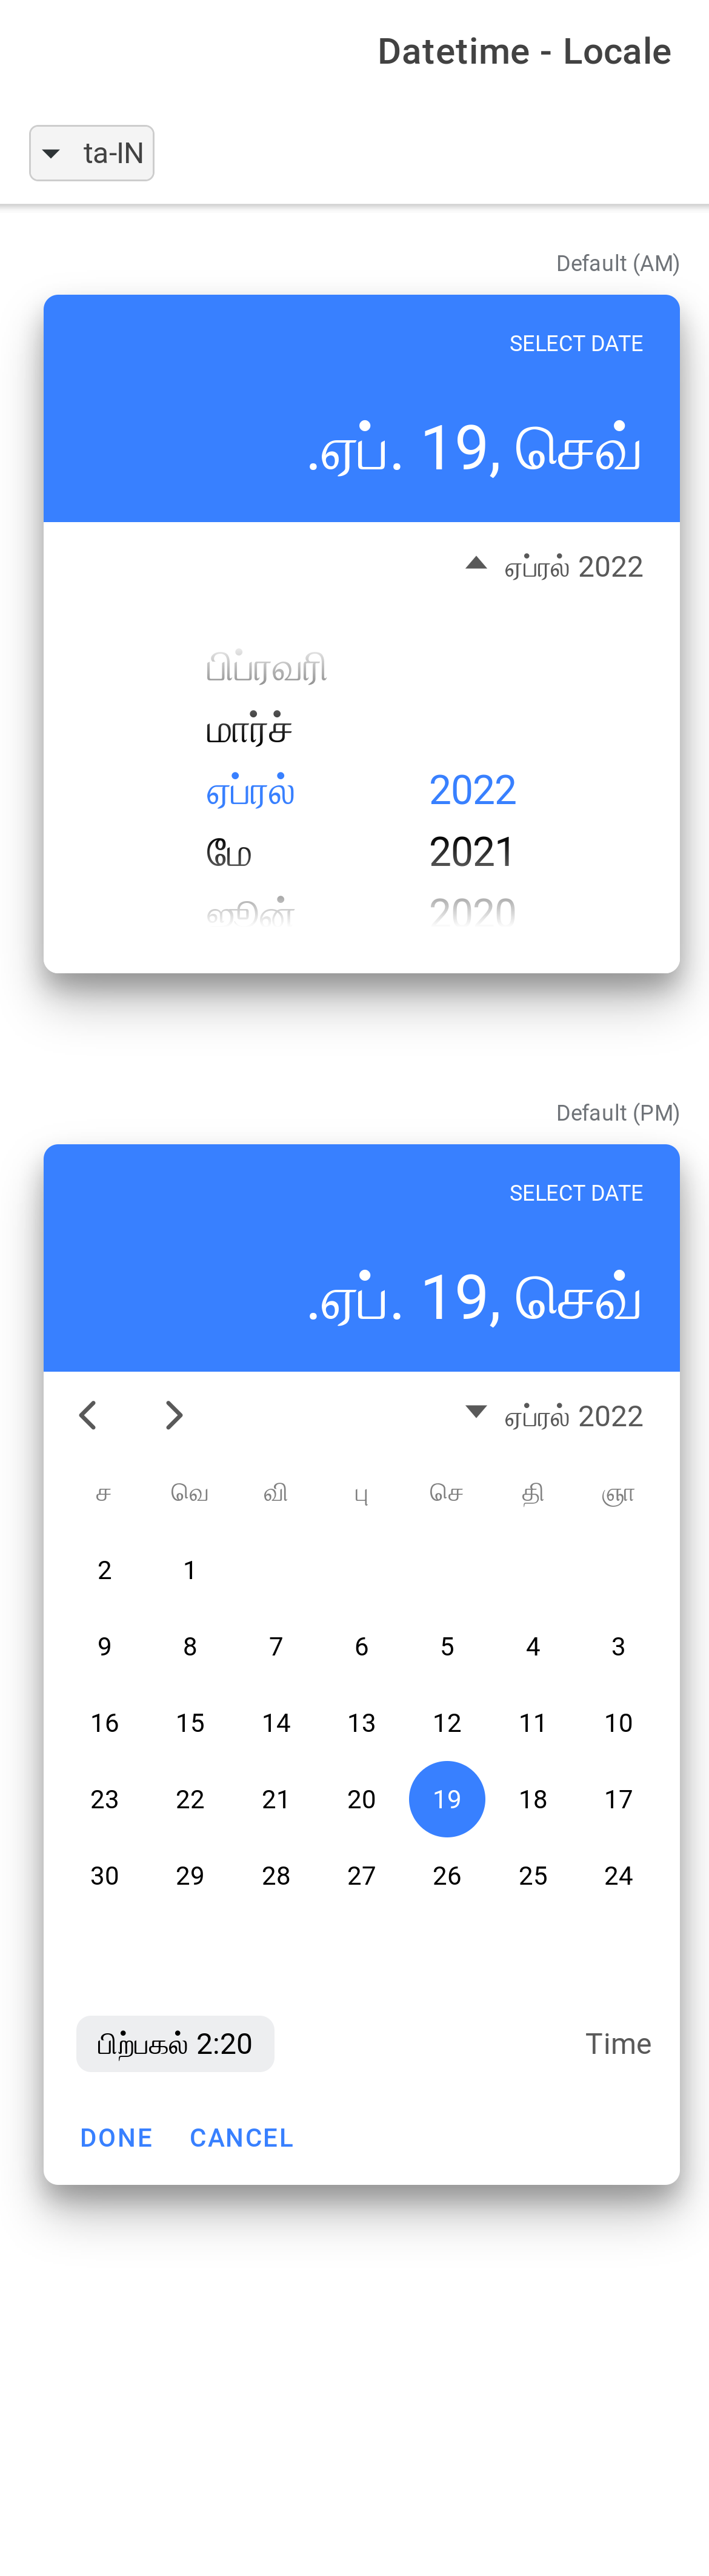 Datetime - Locale
ta-IN
Default (AM)
SELECT DATE
.ஏப். 19, செவ்
ஏப்ரல் 2022
பிப்ரவரி
மார்ச்
ஏப்ரல் 2022
மே 2021
ஜூன் 2020
Default (PM)
SELECT DATE
.ஏப். 19, செவ்
ஏப்ரல் 2022
ச வெ வி பு செ தி ஞா
2 1
9 8 7 6 5 4 3
16 15 14 13 12 11 10
23 22 21 20 19 18 17
30 29 28 27 26 25 24
பிற்பகல் 2:20 Time
DONE CANCEL